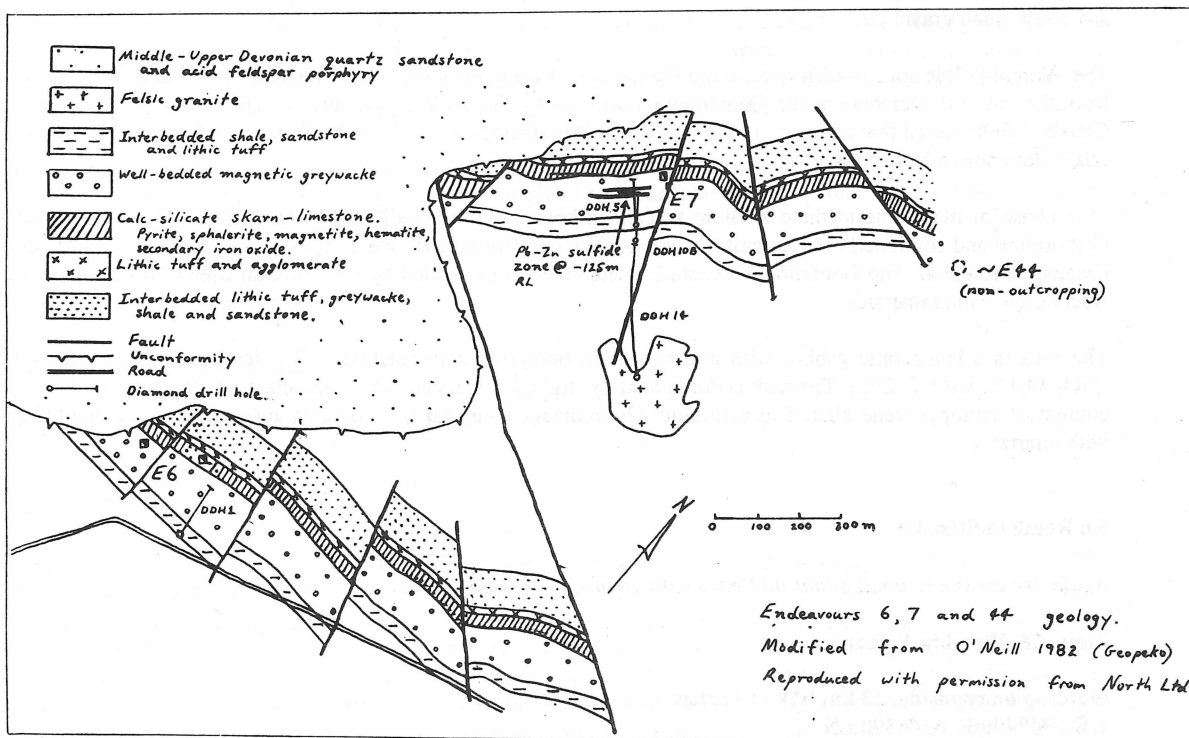 Middle-Upper Devonian quartz sandstone
and acid feldspar porphyry
Felsic granite
Interbedded shale, sandstone
and lithic tuff
Well-bedded magnetic greywacke
Calc-silicate skarn-limestone.
Pyrite, sphalerite, magnetite, hematite,
secondary iron oxide.
Lithic tuff and agglomerate
Interbedded lithic tuff, greywacke,
shale and sandstone.
Fault
Unconformity
Road
Diamond drill hole.
E7
DDH 54
Pb-Zn sulfide
zone @ -125m
RL
DDH 108
DDH 14
~E44
(non-outcropping)
E6
DDH1
N
0 100 200 300m
Endeavours 6, 7 and 44 geology.
Modified from O'Neill 1982 (Geopeko)
Reproduced with permission from North Ltd